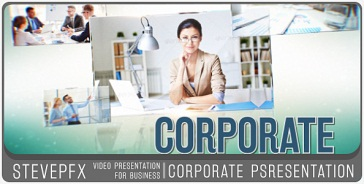 CORPORATE
STEVEPFX
VIDEO PRESENTATION
FOR BUSINESS
CORPORATE PSRESENTATION